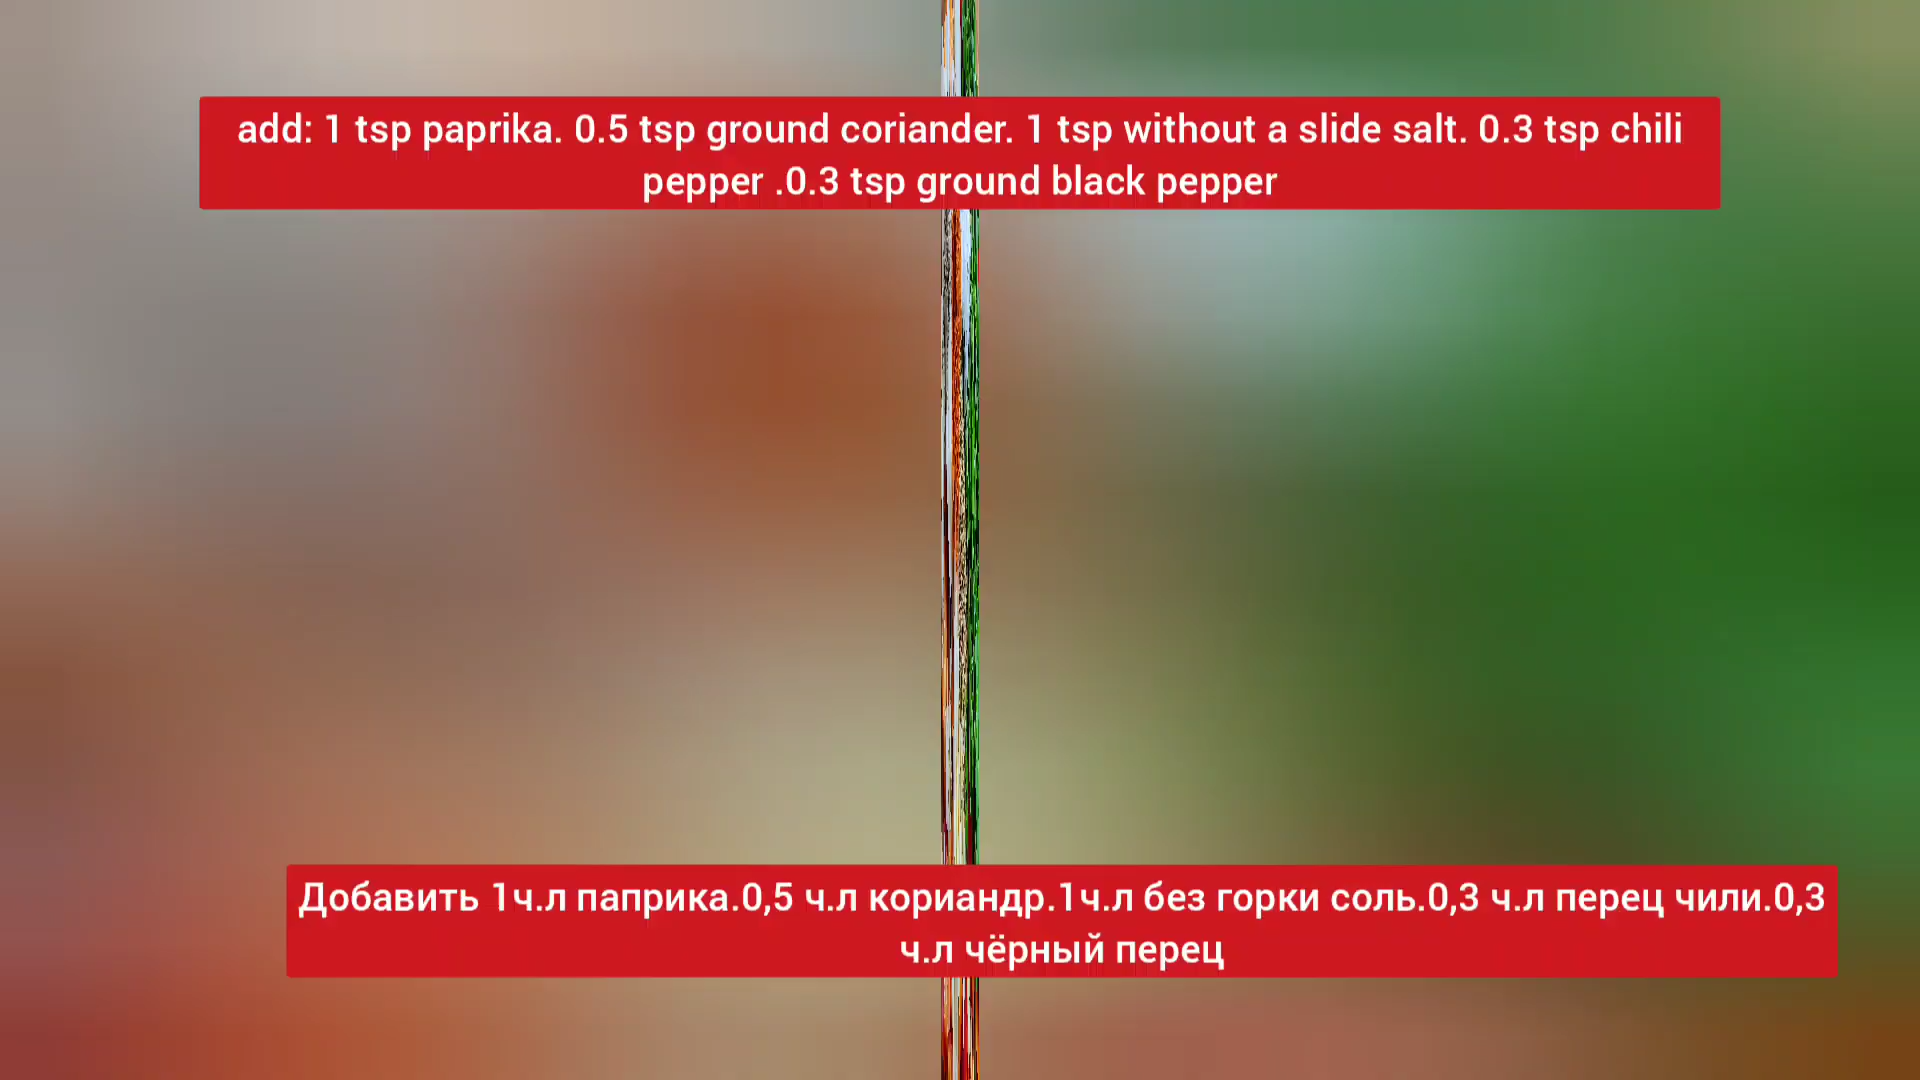 add: 1 tsp paprika. 0.5 tsp ground coriander. 1 tsp without a slide salt. 0.3 tsp chili
pepper .0.3 tsp ground black pepper
Добавить 1ч.л паприка.0,5 ч.л кориандр.1ч.л без горки соль.0,3 ч.л перец чили.0,3
ч.л чёрный перец